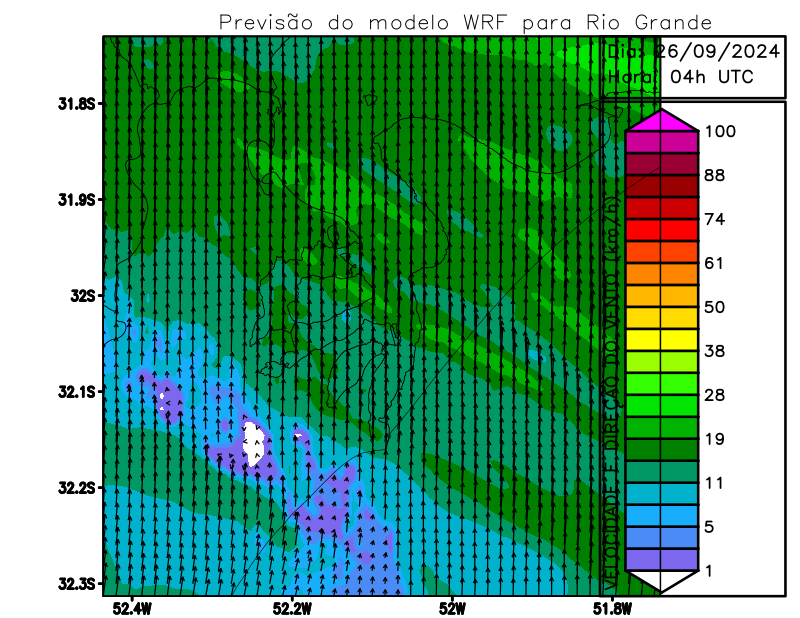 Previsão do modelo WRF para Rio Grande
Dia: 26/09/2024
Hora: 04h UTC
31.8S
31.9S
32S
32.1S
32.2S
32.3S
52.4W
52.2W
52W
51.8W
VELOCIDADE E DIREÇÃO DO VENTO (km/h)
100
88
74
61
50
38
28
19
11
5
1